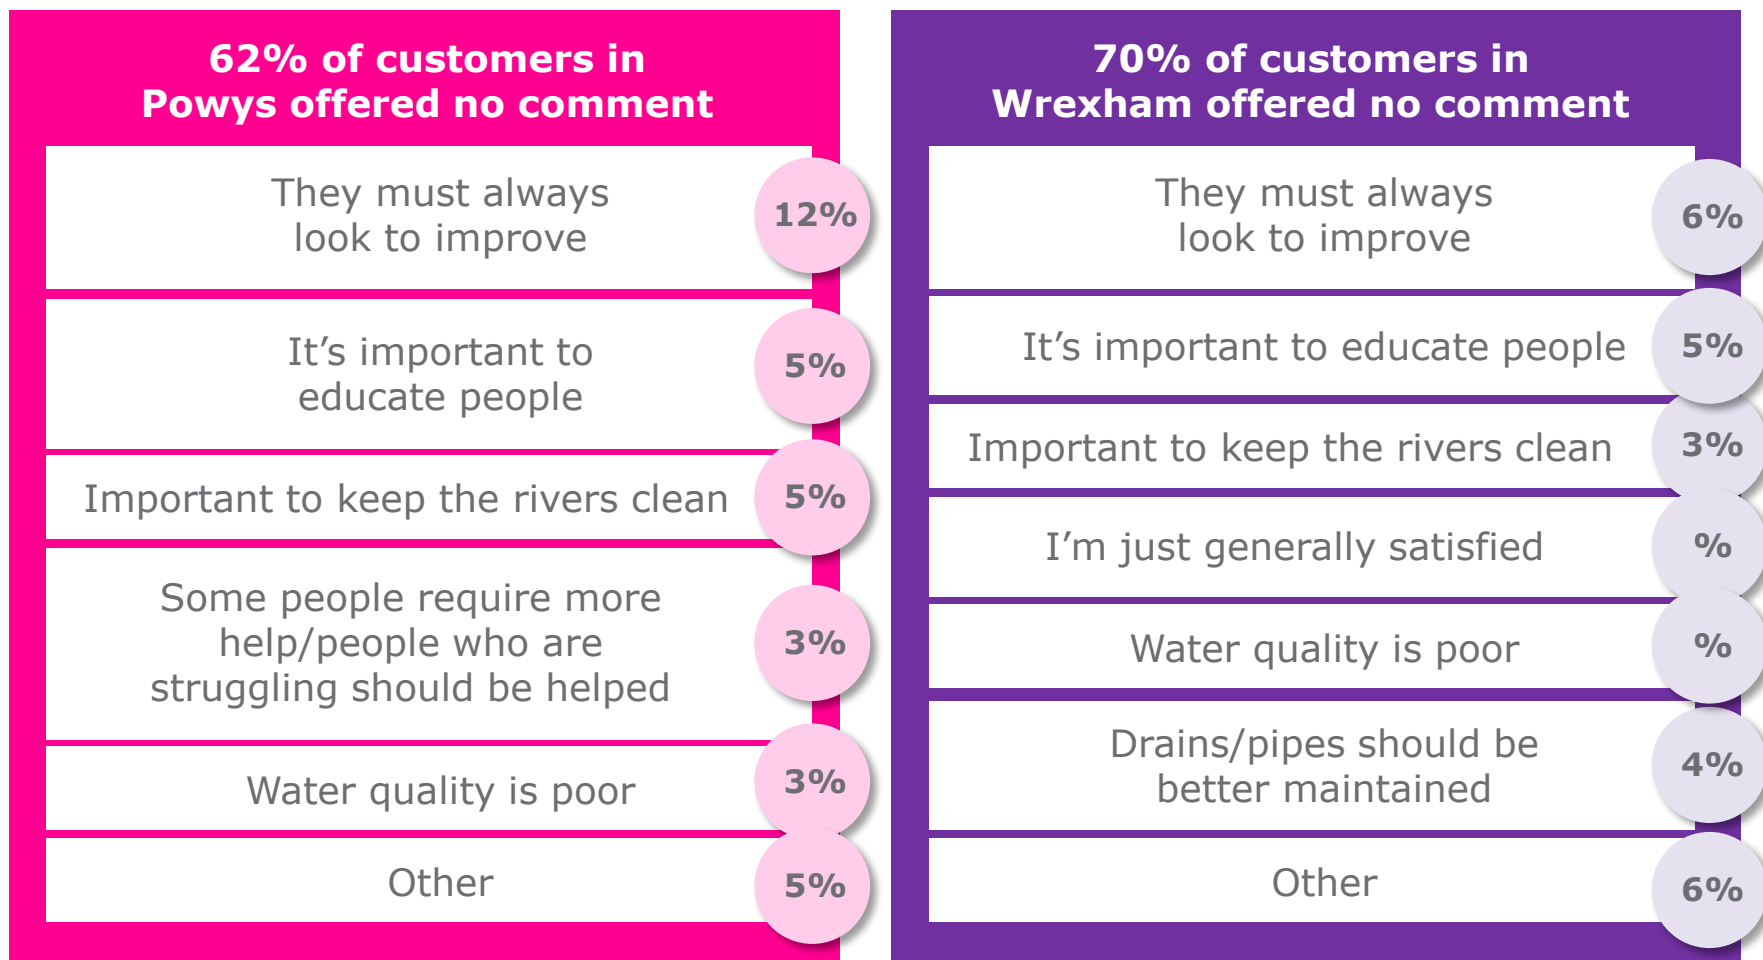 62% of customers in
Powys offered no comment
They must always
look to improve
12%
It’s important to
educate people
5%
Important to keep the rivers clean
5%
Some people require more
help/people who are
struggling should be helped
3%
Water quality is poor
3%
Other
5%
70% of customers in
Wrexham offered no comment
They must always
look to improve
6%
It’s important to educate people
5%
Important to keep the rivers clean
3%
I’m just generally satisfied
%
Water quality is poor
%
Drains/pipes should be
better maintained
4%
Other
6%